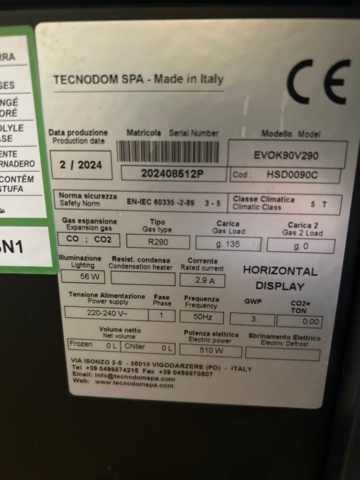 RRA
SES
NGÉ
ORÉ
OLYLE
ASE
ENTE
RNADERO
STUFA
N1
TECNODOM SPA - Made in Italy
CE
Data produzione
Production date
Matricola Serial Number
Modello Model
2 / 2024
202408512P
EVOK90V290
Cod : HSD0090C
Norma sicurezza
Safety Norm
EN-IEC 60335 -2-89 3 - 5
Classe Climatica
Climatic Class
5 T
Gas espansione
Expansion gas
Tipo Gas
Gas type
Carica
Gas Load
Carica 2
Gas 2 Load
CO ; CO2
R290
g. 135
g. 0
Illuminazione
Lighting
Resist. condensa
Condensation heater
Corrente
Rated current
HORIZONTAL
DISPLAY
56 W
2.9 A
Tensione Alimentazione
Power supply
Fase
Phase
Frequenza
Frequency
GWP
CO2=
TON
220-240 V~
1
50Hz
3
0,00
Volume netto
Net volume
Potenza elettrica
Electric power
Sbrinamento Elettrico
Electric Defrost
Frozen 0 L Chiller 0 L
510 W
VIA ISONZO 2-5 - 35010 VIGODARZERE (PD) - ITALY
Tel +39 0498874215 Fax +39 0498870507
Email: info@tecnodomspa.com
Web: www.tecnodomspa.com